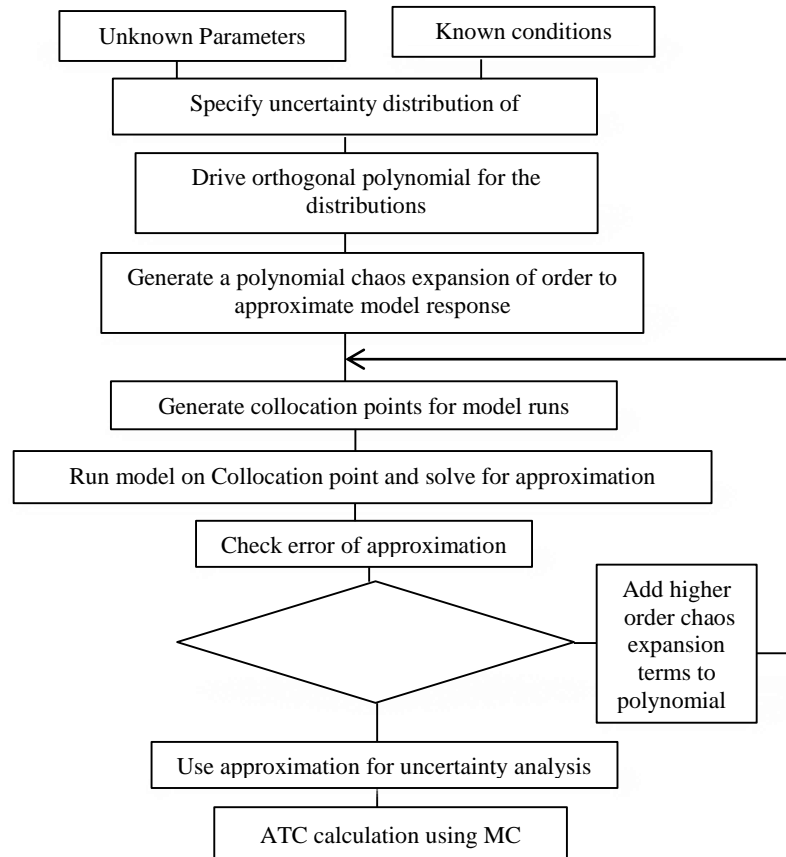 Unknown Parameters
Known conditions
Specify uncertainty distribution of
Drive orthogonal polynomial for the
distributions
Generate a polynomial chaos expansion of order to
approximate model response
Generate collocation points for model runs
Run model on Collocation point and solve for approximation
Check error of approximation
Add higher
order chaos
expansion
terms to
polynomial
Use approximation for uncertainty analysis
ATC calculation using MC